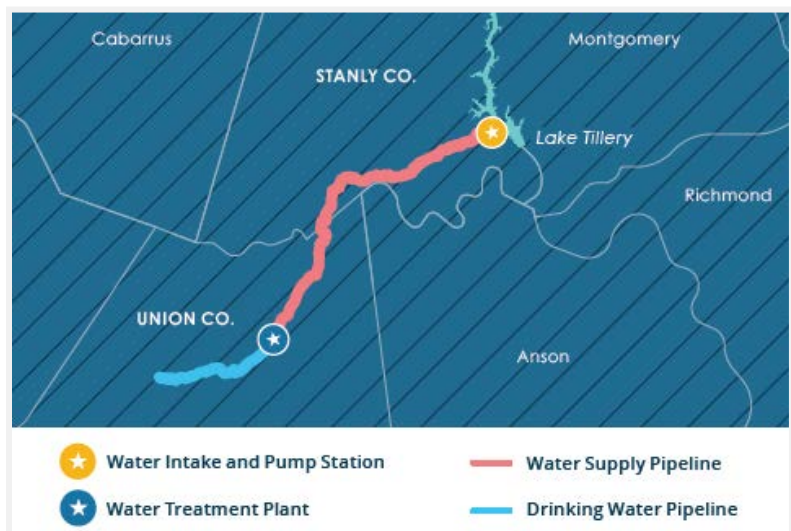 Cabarrus
Montgomery
STANLY CO.
Lake Tillery
Richmond
UNION CO.
Anson
Water Intake and Pump Station
Water Supply Pipeline
Water Treatment Plant
Drinking Water Pipeline